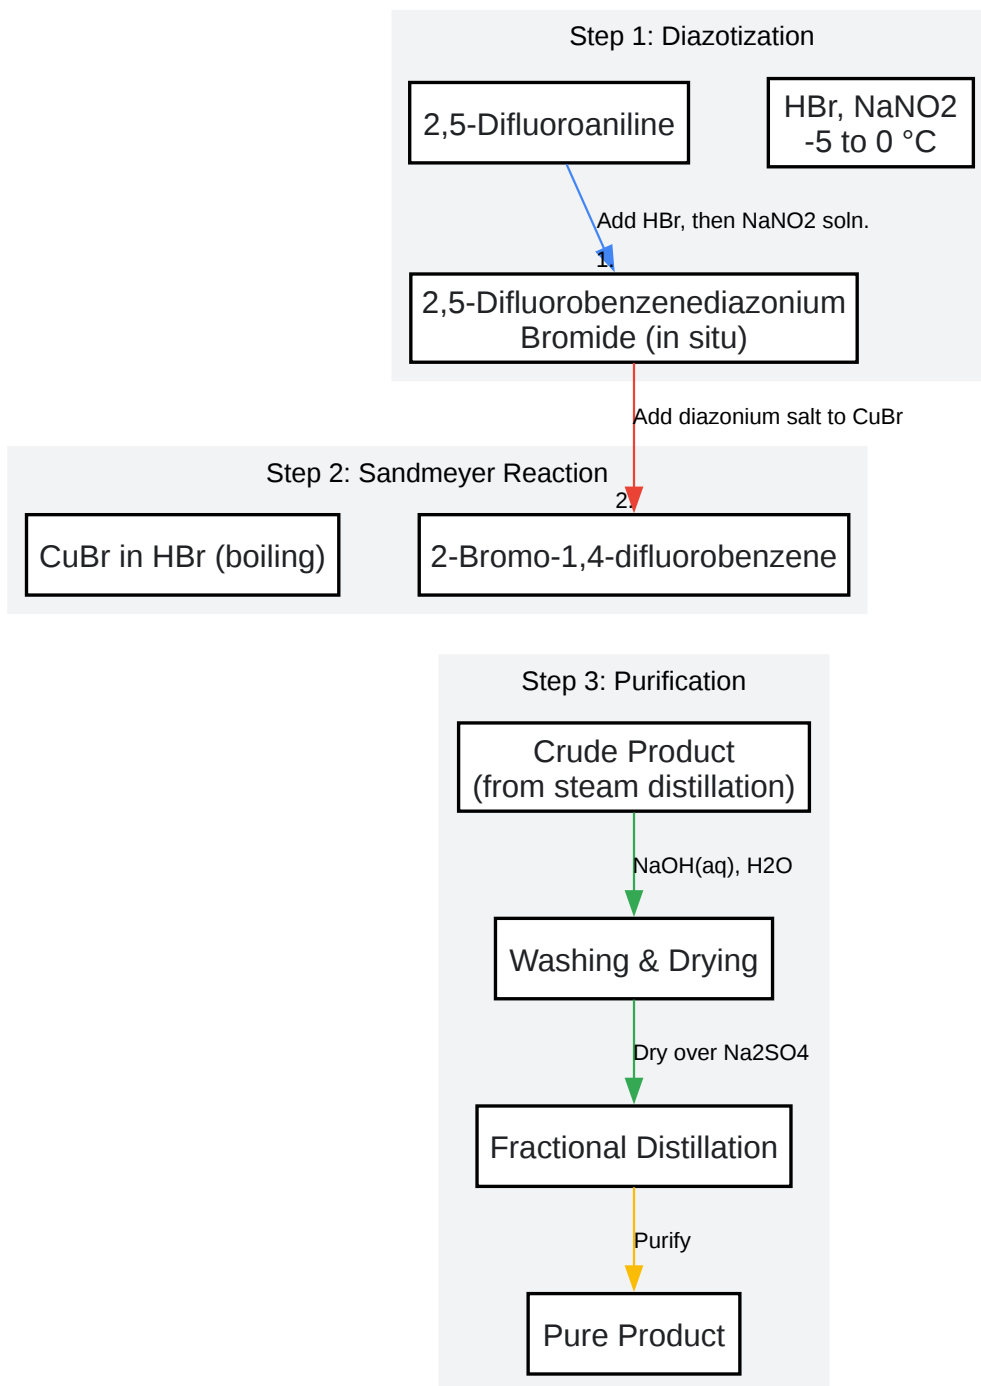 Step 1: Diazotization
2,5-Difluoroaniline
HBr, NaNO2
-5 to 0 °C
Add HBr, then NaNO2 soln.
1.
2,5-Difluorobenzenediazonium
Bromide (in situ)
Add diazonium salt to CuBr
Step 2: Sandmeyer Reaction
2.
CuBr in HBr (boiling)
2-Bromo-1,4-difluorobenzene
Step 3: Purification
Crude Product
(from steam distillation)
NaOH(aq), H2O
Washing & Drying
Dry over Na2SO4
Fractional Distillation
Purify
Pure Product